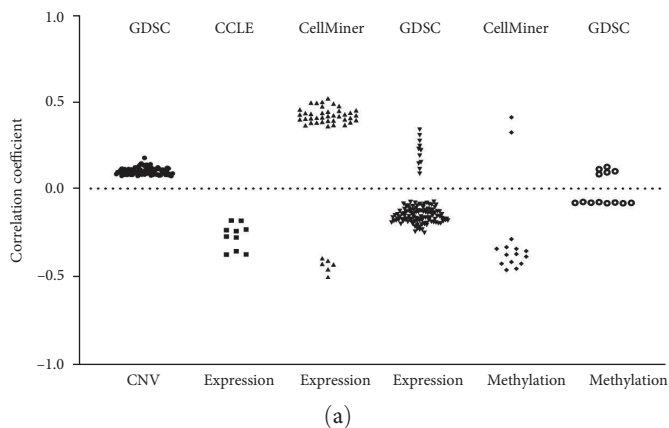 1.0
GDSC CCLE CellMiner GDSC CellMiner GDSC
0.5
0.0
−0.5
−1.0
Correlation coefficient
CNV Expression Expression Expression Methylation Methylation
(a)